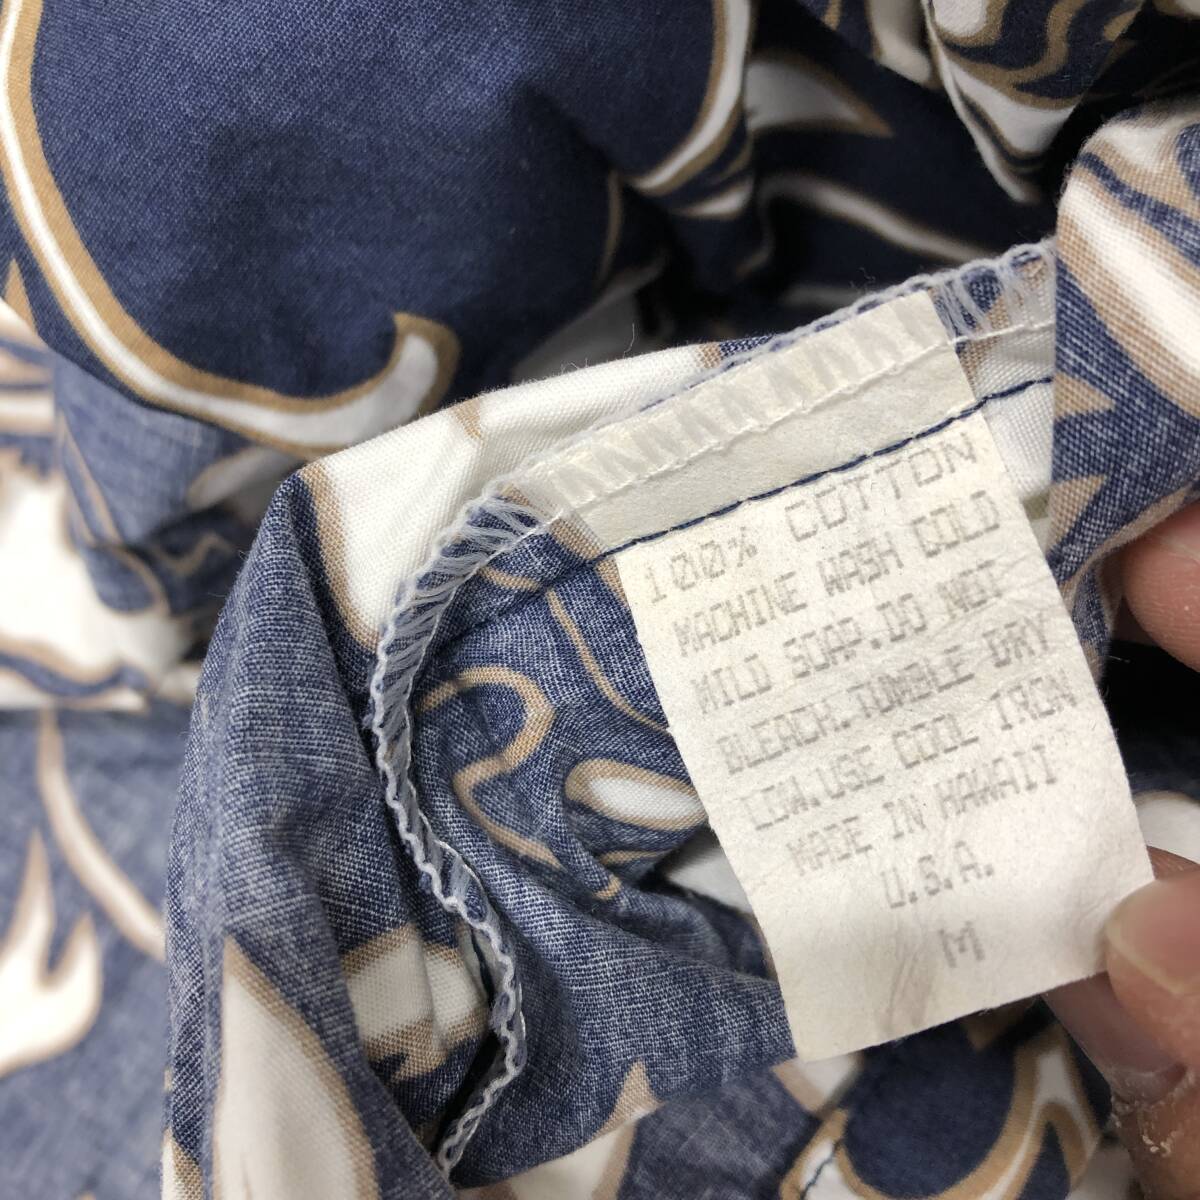 100% COTTON
MACHINE WASH COLD
MILD SOAP.DO NOT
BLEACH.TUMBLE DRY
LOW.USE COOL IRON
MADE IN HAWAII
U.S.A.
M